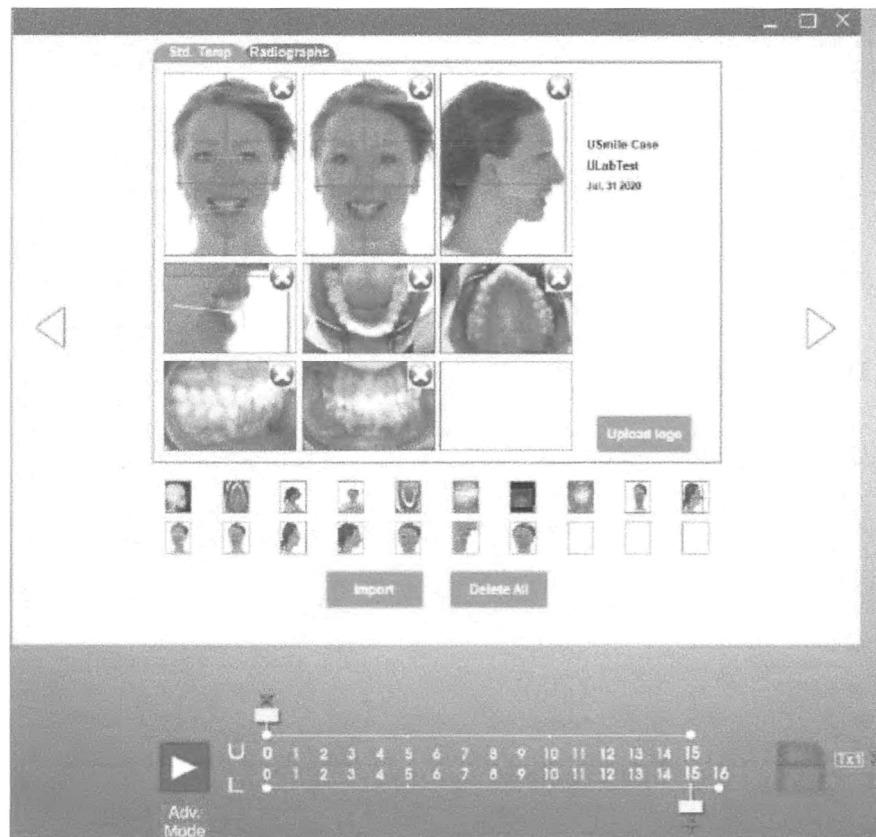 Std. Temp Radiographs
USmile Case
ULabTest
Jul, 31 2020
Upload logo
Import Delete All
U 0 1 2 3 4 5 6 7 8 9 10 11 12 13 14 15
L 0 1 2 3 4 5 6 7 8 9 10 11 12 13 14 15 16
Tx1
Adv.
Mode